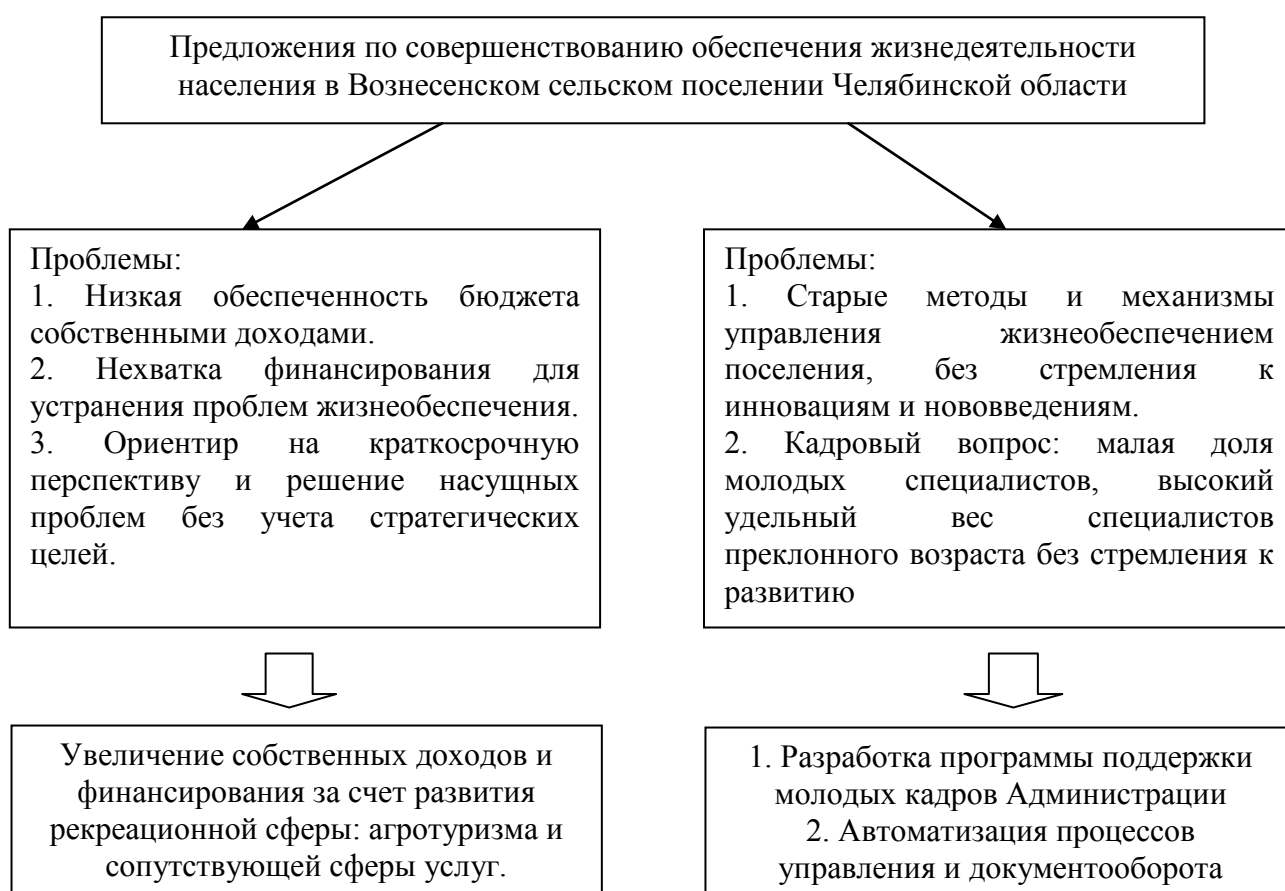 Предложения по совершенствованию обеспечения жизнедеятельности
населения в Вознесенском сельском поселении Челябинской области
Проблемы:
1. Низкая обеспеченность бюджета
собственными доходами.
2. Нехватка финансирования для
устранения проблем жизнеобеспечения.
3. Ориентир на краткосрочную
перспективу и решение насущных
проблем без учета стратегических
целей.
Проблемы:
1. Старые методы и механизмы
управления жизнеобеспечением
поселения, без стремления к
инновациям и нововведениям.
2. Кадровый вопрос: малая доля
молодых специалистов, высокий
удельный вес специалистов
преклонного возраста без стремления к
развитию
Увеличение собственных доходов и
финансирования за счет развития
рекреационной сферы: агротуризма и
сопутствующей сферы услуг.
1. Разработка программы поддержки
молодых кадров Администрации
2. Автоматизация процессов
управления и документооборота